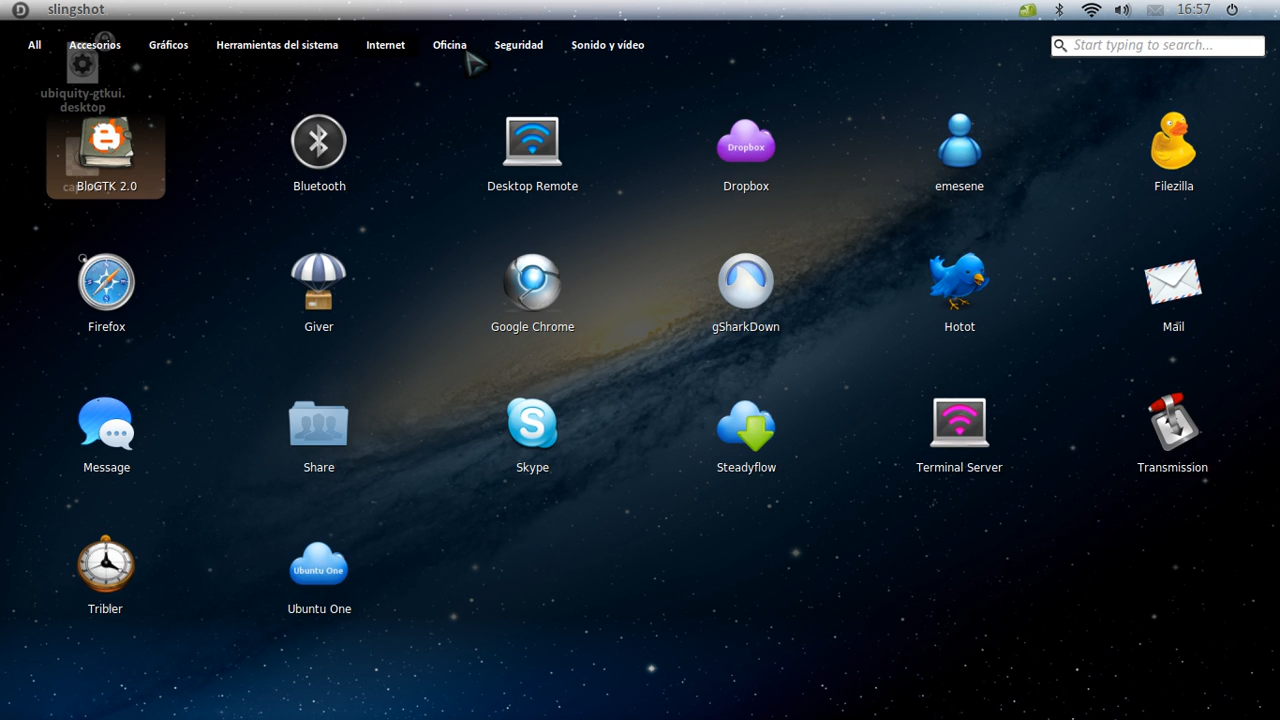 slingshot
16:57
All Accesorios Gráficos Herramientas del sistema Internet Oficina Seguridad Sonido y vídeo
Start typing to search...
ubiquity-gtkui.
desktop
BloGTK 2.0
Bluetooth
Desktop Remote
Dropbox
Dropbox
emesene
Filezilla
Firefox
Giver
Google Chrome
gSharkDown
Hotot
Mail
Message
Share
Skype
Steadyflow
Terminal Server
Transmission
Tribler
Ubuntu One
Ubuntu One